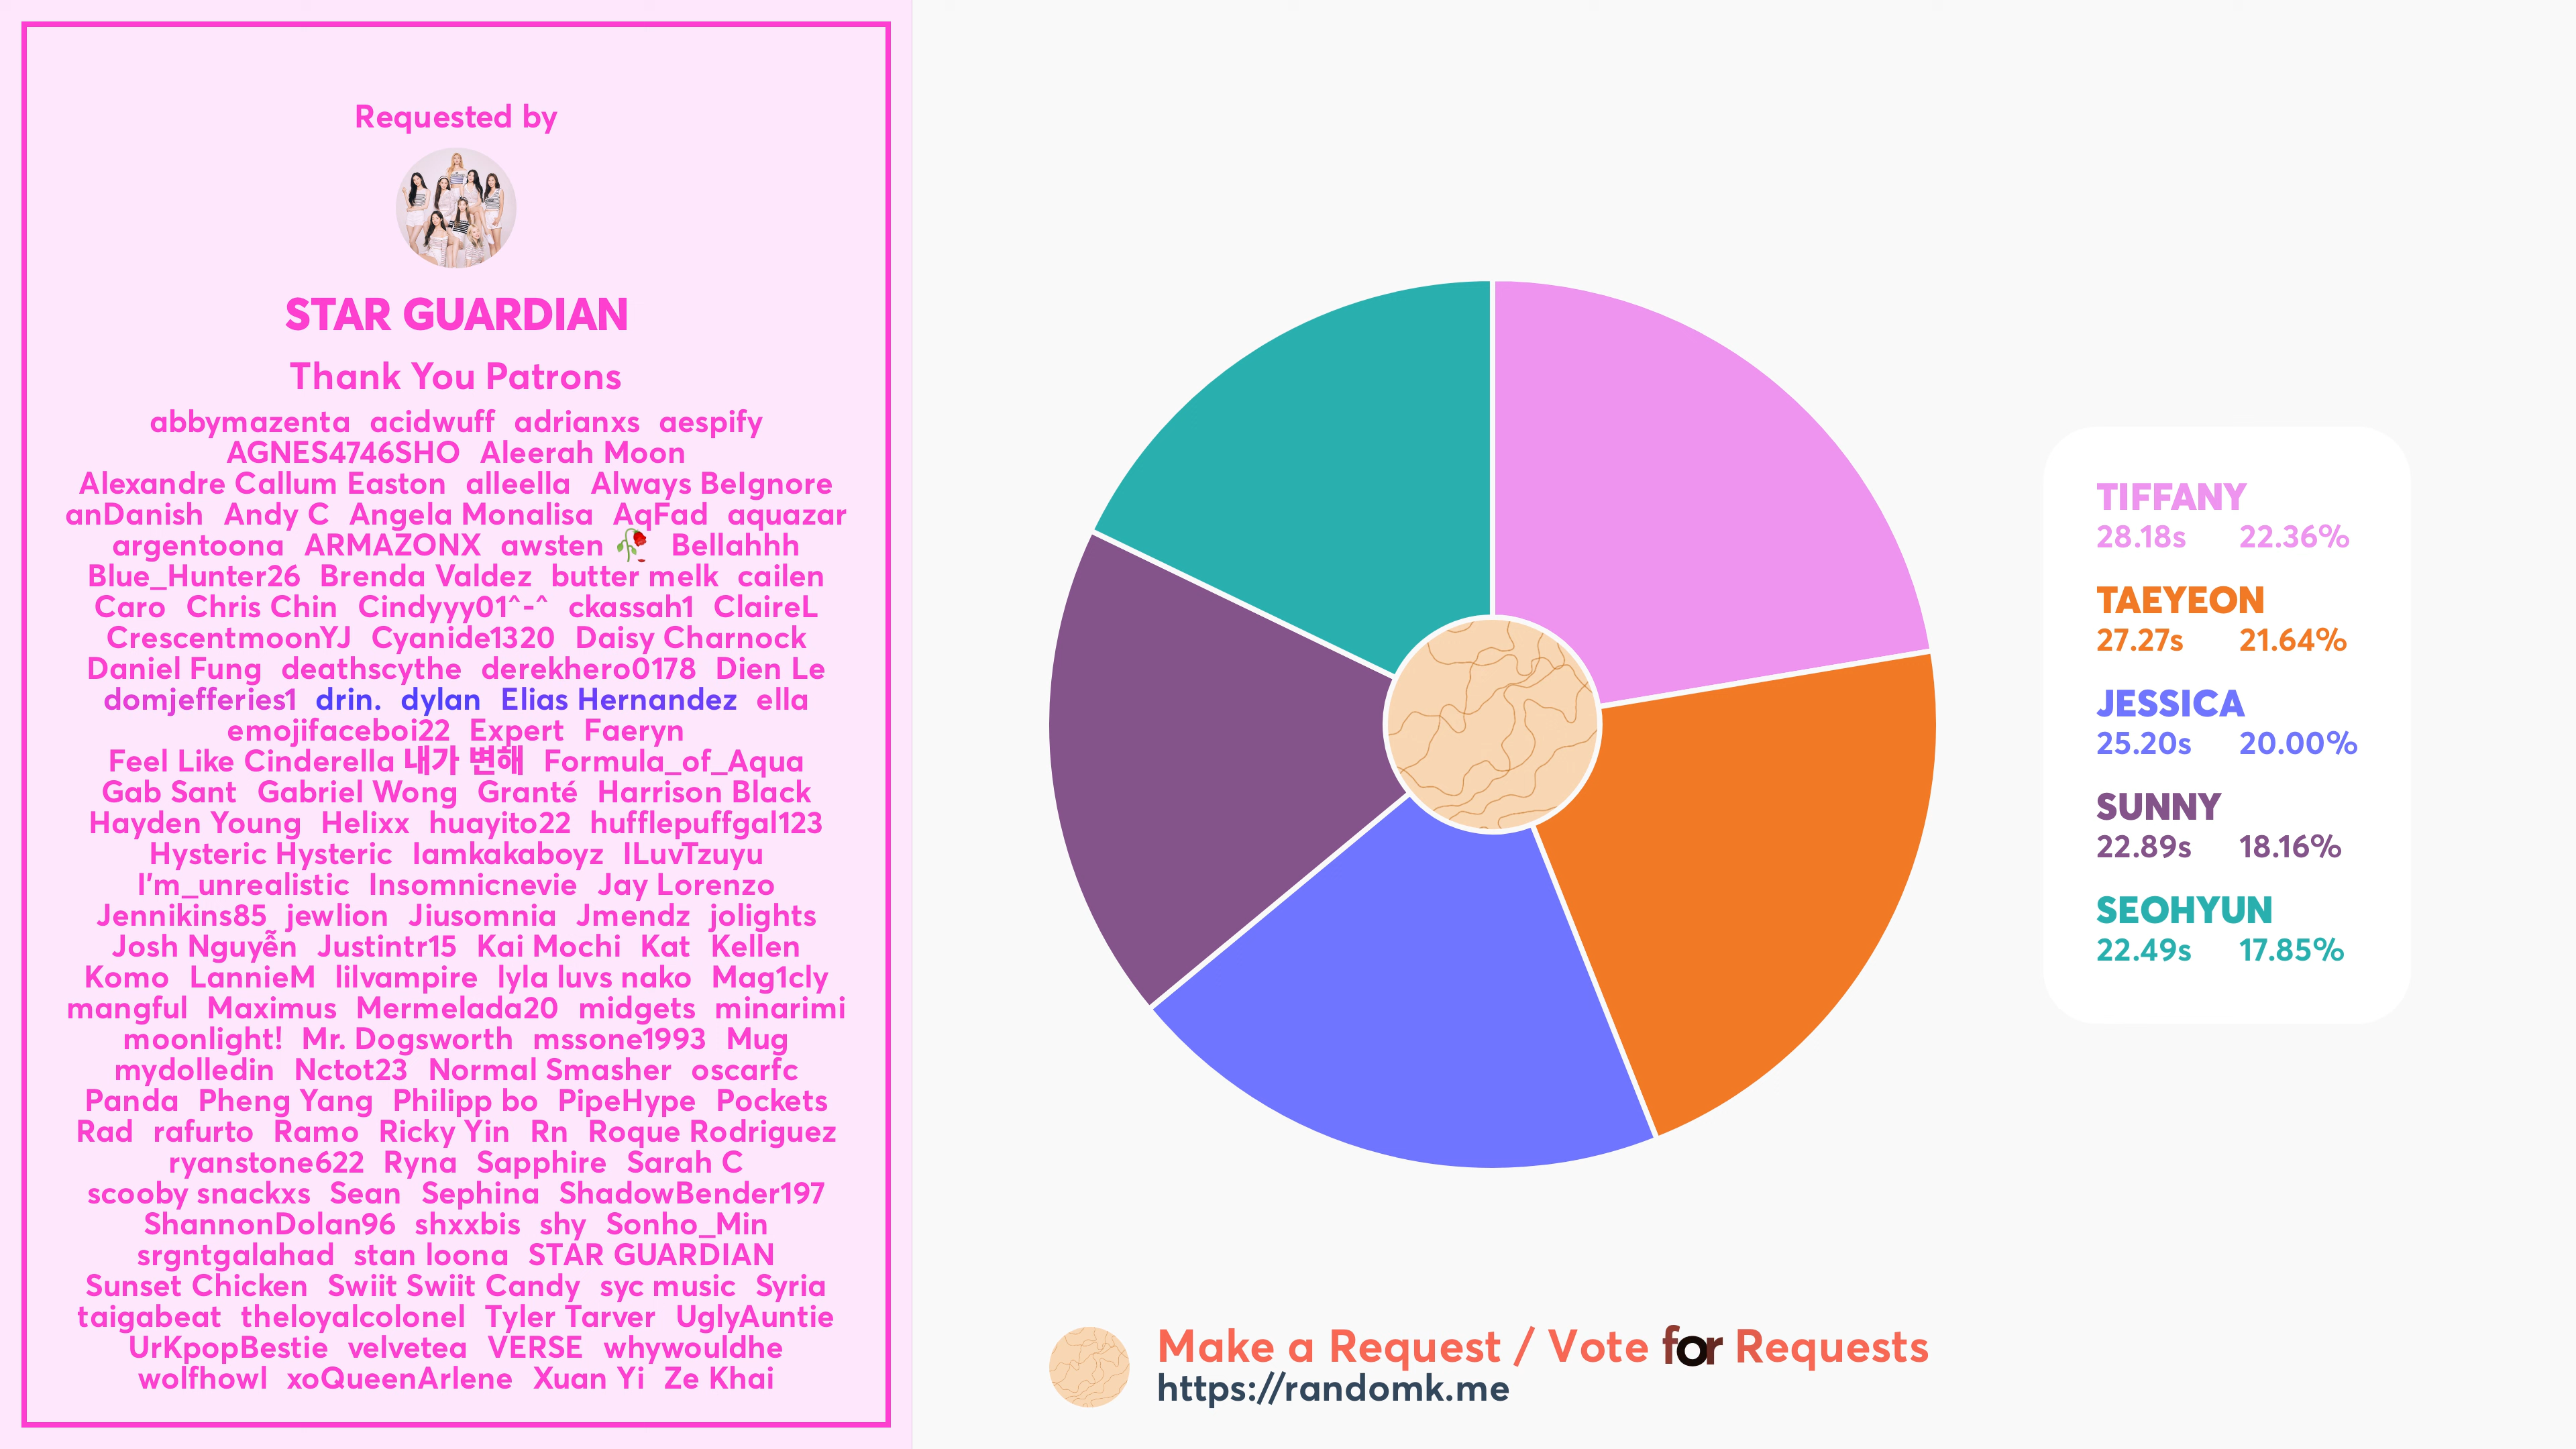 Requested by
STAR GUARDIAN
Thank You Patrons
abbymazenta acidwuff adrianxs aespify
AGNES4746SHO Aleerah Moon
Alexandre Callum Easton alleella Always BeIgnore
anDanish Andy C Angela Monalisa AqFad aquazar
argentoona ARMAZONX awsten 🥀 Bellahhh
Blue_Hunter26 Brenda Valdez butter melk cailen
Caro Chris Chin Cindyyy01^-^ ckassah1 ClaireL
CrescentmoonYJ Cyanide1320 Daisy Charnock
Daniel Fung deathscythe derekhero0178 Dien Le
domjefferies1 drin. dylan Elias Hernandez ella
emojifaceboi22 Expert Faeryn
Feel Like Cinderella 내가 변해 Formula_of_Aqua
Gab Sant Gabriel Wong Granté Harrison Black
Hayden Young Helixx huayito22 hufflepuffgal123
Hysteric Hysteric Iamkakaboyz ILuvTzuyu
I'm_unrealistic Insomnicnevie Jay Lorenzo
Jennikins85 jewlion Jiusomnia Jmendz jolights
Josh Nguyễn Justintr15 Kai Mochi Kat Kellen
Komo LannieM lilvampire lyla luvs nako Mag1cly
mangful Maximus Mermelada20 midgets minarimi
moonlight! Mr. Dogsworth mssone1993 Mug
mydolledin Nctot23 Normal Smasher oscarfc
Panda Pheng Yang Philipp bo PipeHype Pockets
Rad rafurto Ramo Ricky Yin Rn Roque Rodriguez
ryanstone622 Ryna Sapphire Sarah C
scooby snackxs Sean Sephina ShadowBender197
ShannonDolan96 shxxbis shy Sonho_Min
srgntgalahad stan loona STAR GUARDIAN
Sunset Chicken Swiit Swiit Candy syc music Syria
taigabeat theloyalcolonel Tyler Tarver UglyAuntie
UrKpopBestie velvetea VERSE whywouldhe
wolfhowl xoQueenArlene Xuan Yi Ze Khai
TIFFANY
28.18s 22.36%
TAEYEON
27.27s 21.64%
JESSICA
25.20s 20.00%
SUNNY
22.89s 18.16%
SEOHYUN
22.49s 17.85%
Make a Request / Vote for Requests
https://randomk.me